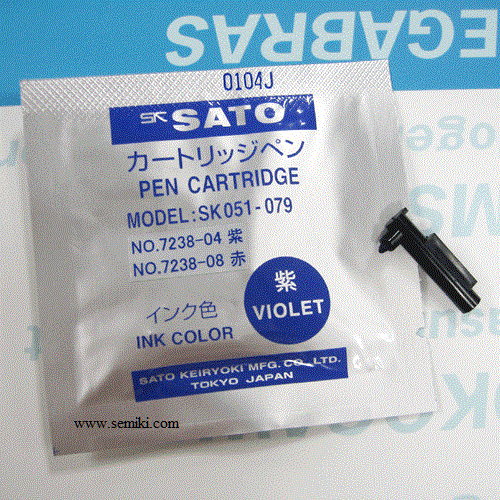 EGABRAS
0104J
SK SATO
カートリッジペン
PEN CARTRIDGE
MODEL:SK051-079
NO.7238-04 紫
NO.7238-08 赤
インク色
INK COLOR
紫
VIOLET
SATO KEIRYOKI MFG. CO., LTD.
TOKYO JAPAN
www.semiki.com